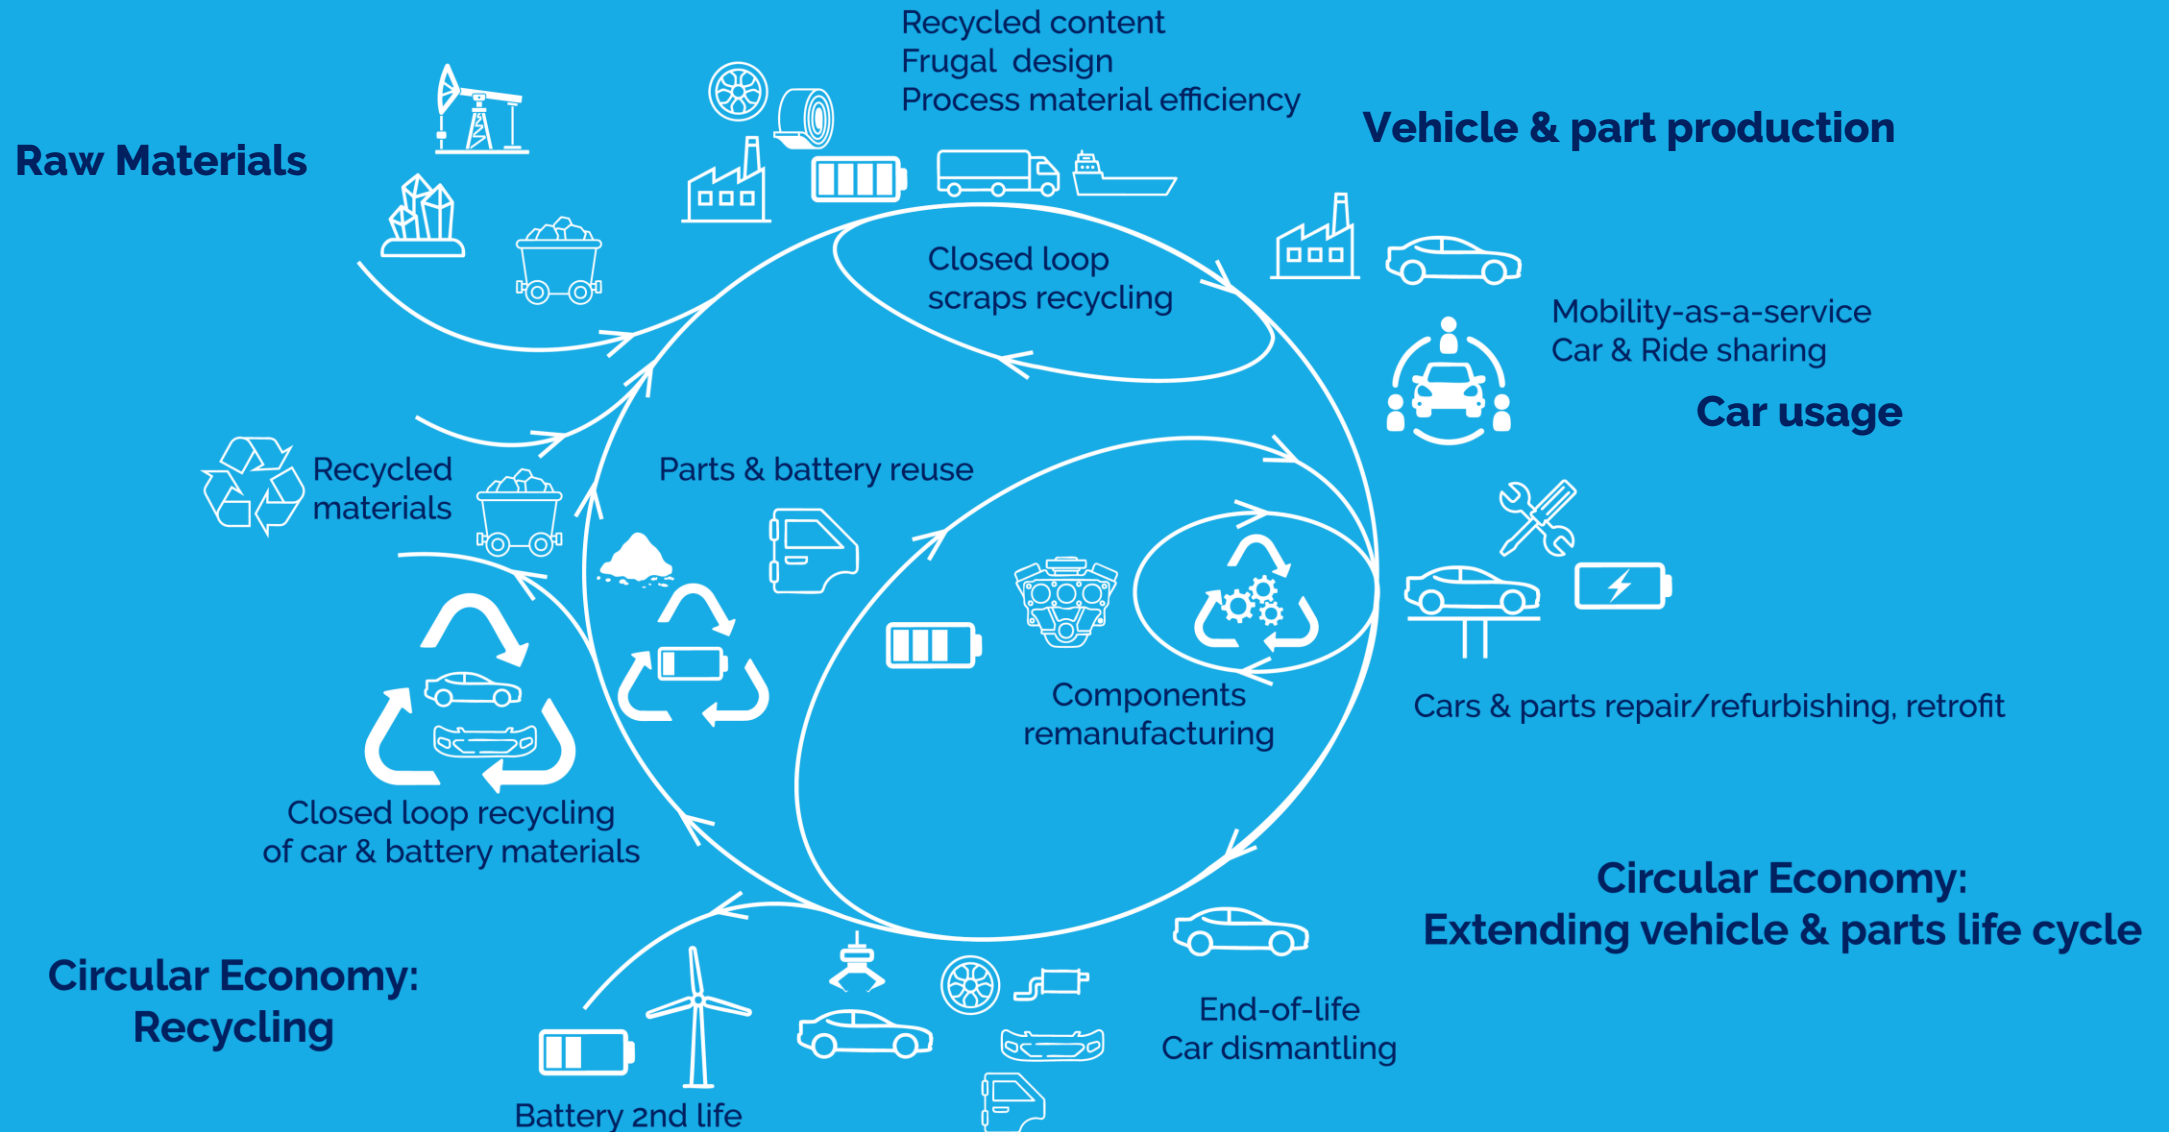 Recycled content
Frugal design
Process material efficiency
Vehicle & part production
Raw Materials
Closed loop
scraps recycling
Mobility-as-a-service
Car & Ride sharing
Car usage
Recycled
materials
Parts & battery reuse
Components
remanufacturing
Cars & parts repair/refurbishing, retrofit
Closed loop recycling
of car & battery materials
Circular Economy:
Extending vehicle & parts life cycle
Circular Economy:
Recycling
End-of-life
Car dismantling
Battery 2nd life